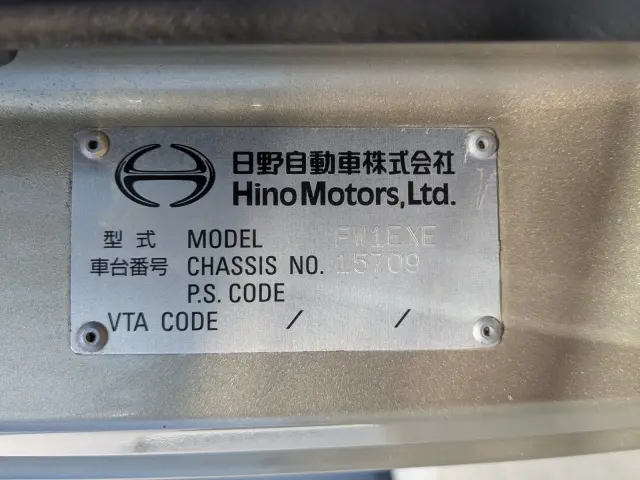 日野自動車株式会社
Hino Motors, Ltd.
型式 MODEL FW1EXE
車台番号 CHASSIS NO. 15709
P.S. CODE
VTA CODE / /